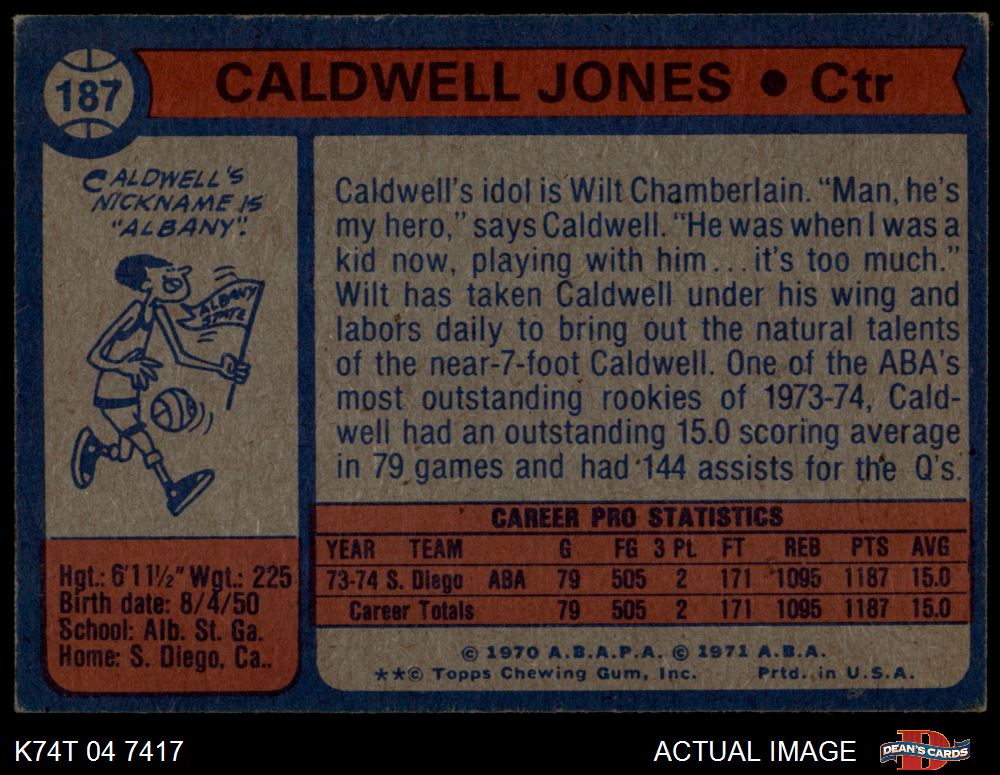 187
CALDWELL JONES • Ctr
CALDWELL'S
NICKNAME IS
"ALBANY".
ALBANY
STATE
Caldwell's idol is Wilt Chamberlain. "Man, he's
my hero," says Caldwell. "He was when I was a
kid now, playing with him...it's too much."
Wilt has taken Caldwell under his wing and
labors daily to bring out the natural talents
of the near-7-foot Caldwell. One of the ABA's
most outstanding rookies of 1973-74, Cald-
well had an outstanding 15.0 scoring average
in 79 games and had 144 assists for the Q's.
Hgt.: 6'11½" Wgt.: 225
Birth date: 8/4/50
School: Alb. St. Ga.
Home: S. Diego, Ca..
CAREER PRO STATISTICS
YEAR TEAM G FG 3 Pt. FT REB PTS AVG
73-74 S. Diego ABA 79 505 2 171 1095 1187 15.0
Career Totals 79 505 2 171 1095 1187 15.0
© 1970 A.B.A.P.A. © 1971 A.B.A.
**© Topps Chewing Gum, Inc. Prtd. in U.S.A.
K74T 04 7417
ACTUAL IMAGE
D
DEAN'S CARDS